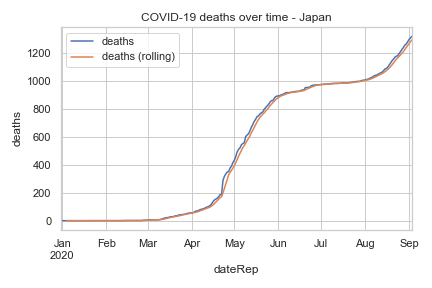 COVID-19 deaths over time - Japan
deaths
deaths (rolling)
1200
1000
800
600
400
200
0
deaths
Jan Feb Mar Apr May Jun Jul Aug Sep
2020
dateRep